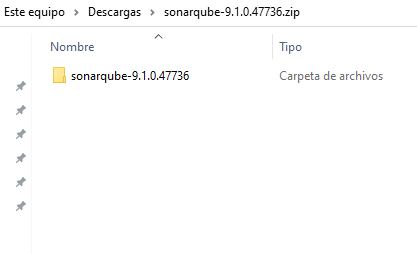 Este equipo > Descargas > sonarqube-9.1.0.47736.zip
Nombre Tipo
sonarqube-9.1.0.47736 Carpeta de archivos